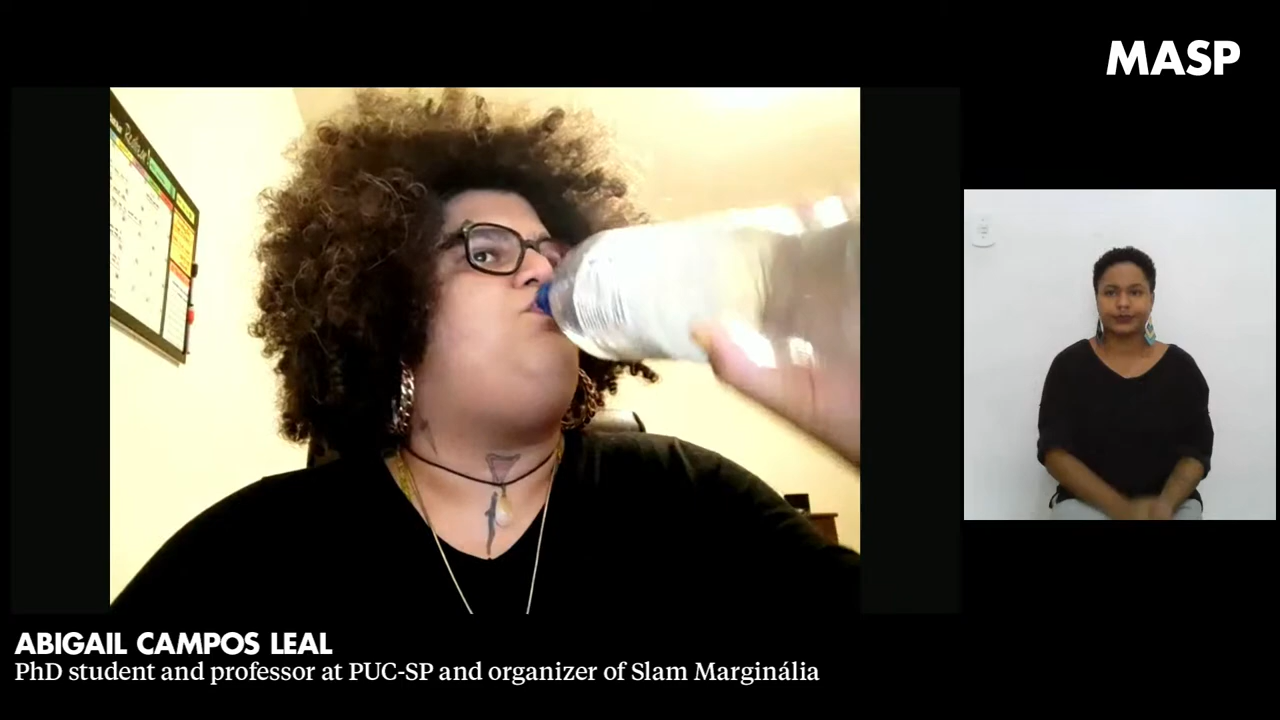 MASP
ABIGAIL CAMPOS LEAL
PhD student and professor at PUC-SP and organizer of Slam Marginália